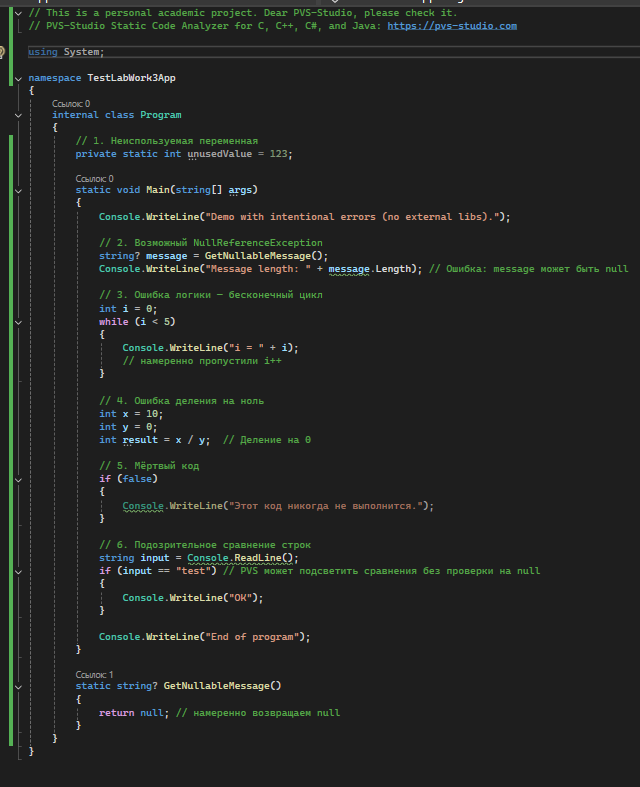 // This is a personal academic project. Dear PVS-Studio, please check it.
// PVS-Studio Static Code Analyzer for C, C++, C#, and Java: https://pvs-studio.com
using System;
namespace TestLabWork3App
{
Ссылок: 0
internal class Program
{
// 1. Неиспользуемая переменная
private static int unusedValue = 123;
Ссылок: 0
static void Main(string[] args)
{
Console.WriteLine("Demo with intentional errors (no external libs).");
// 2. Возможный NullReferenceException
string? message = GetNullableMessage();
Console.WriteLine("Message length: " + message.Length); // Ошибка: message может быть null
// 3. Ошибка логики — бесконечный цикл
int i = 0;
while (i < 5)
{
Console.WriteLine("i = " + i);
// намеренно пропустили i++
}
// 4. Ошибка деления на ноль
int x = 10;
int y = 0;
int result = x / y;  // Деление на 0
// 5. Мёртвый код
if (false)
{
Console.WriteLine("Этот код никогда не выполнится.");
}
// 6. Подозрительное сравнение строк
string input = Console.ReadLine();
if (input == "test") // PVS может подсветить сравнения без проверки на null
{
Console.WriteLine("OK");
}
Console.WriteLine("End of program");
}
Ссылок: 1
static string? GetNullableMessage()
{
return null; // намеренно возвращаем null
}
}
}